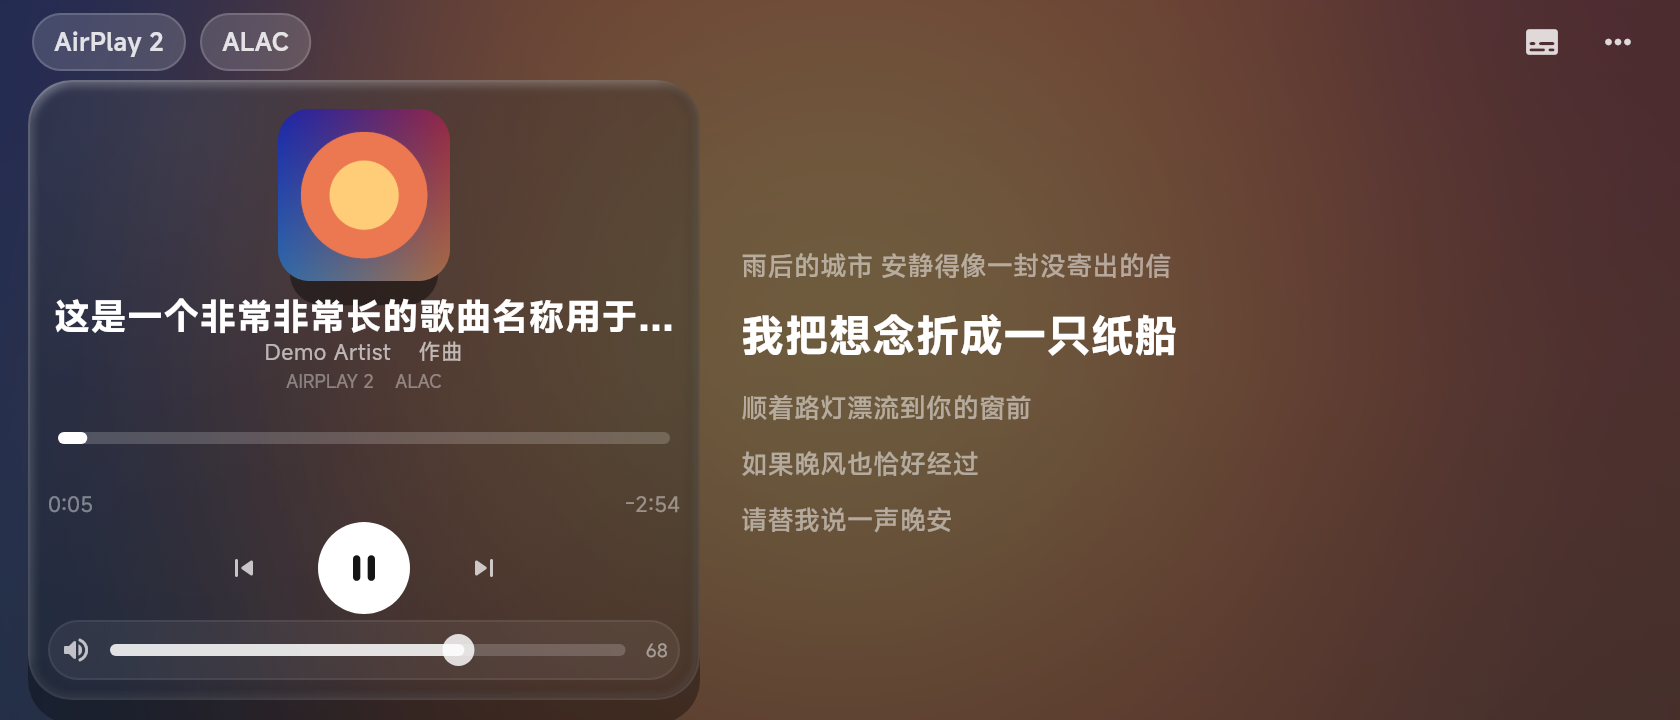 AirPlay 2
ALAC
这是一个非常非常长的歌曲名称用于...
Demo Artist 作曲
AIRPLAY 2 ALAC
0:05
-2:54
68
雨后的城市 安静得像一封没寄出的信
我把想念折成一只纸船
顺着路灯漂流到你的窗前
如果晚风也恰好经过
请替我说一声晚安